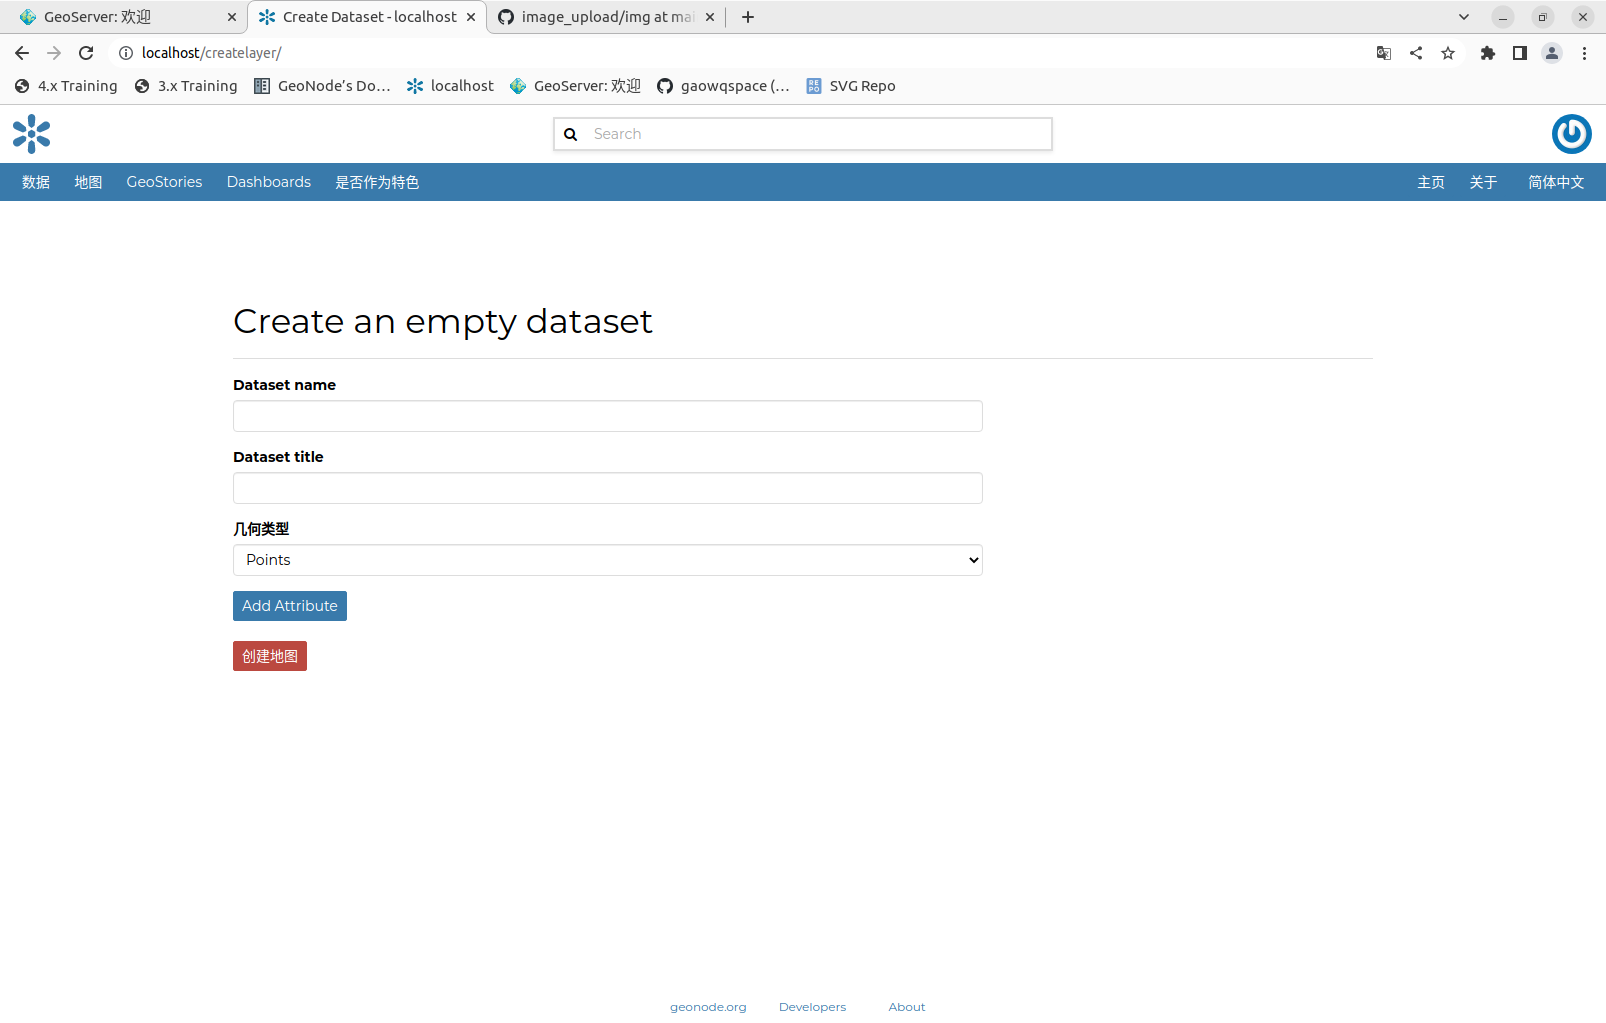 GeoServer: 欢迎
Create Dataset - localhost
image_upload/img at mai
localhost/createlayer/
4.x Training
3.x Training
GeoNode’s Do…
localhost
GeoServer: 欢迎
gaowqspace (…
REPO
SVG Repo
Search
数据
地图
GeoStories
Dashboards
是否作为特色
主页
关于
简体中文
Create an empty dataset
Dataset name
Dataset title
几何类型
Points
Add Attribute
创建地图
geonode.org
Developers
About